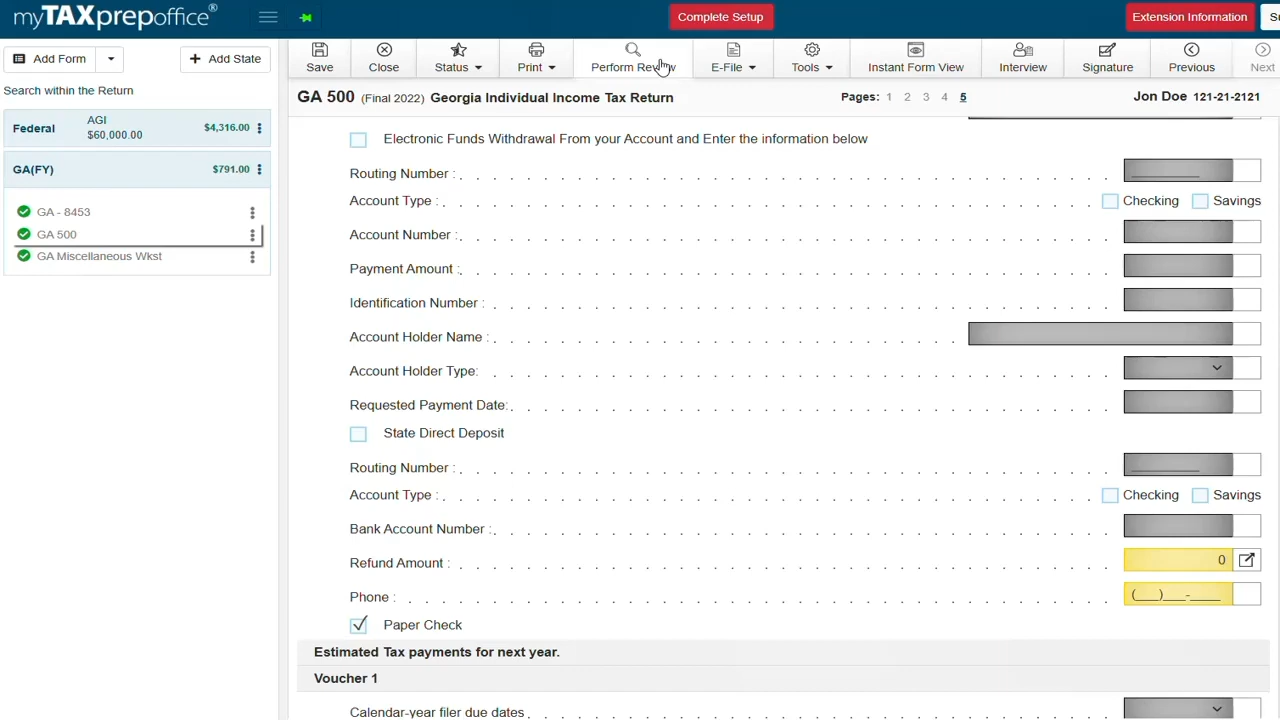 myTAXprepoffice®
Complete Setup
Extension Information
Add Form
Add State
Save
Close
Status
Print
Perform Review
E-File
Tools
Instant Form View
Interview
Signature
Previous
Next
Search within the Return
Federal
AGI
$60,000.00
$4,316.00
GA(FY)
$791.00
GA - 8453
GA 500
GA Miscellaneous Wkst
GA 500 (Final 2022) Georgia Individual Income Tax Return
Pages: 1 2 3 4 5
Jon Doe 121-21-2121
Electronic Funds Withdrawal From your Account and Enter the information below
Routing Number :
Account Type : Checking Savings
Account Number :
Payment Amount :
Identification Number :
Account Holder Name :
Account Holder Type:
Requested Payment Date:
State Direct Deposit
Routing Number :
Account Type : Checking Savings
Bank Account Number :
Refund Amount : 0
Phone : (___)___-____
Paper Check
Estimated Tax payments for next year.
Voucher 1
Calendar-year filer due dates